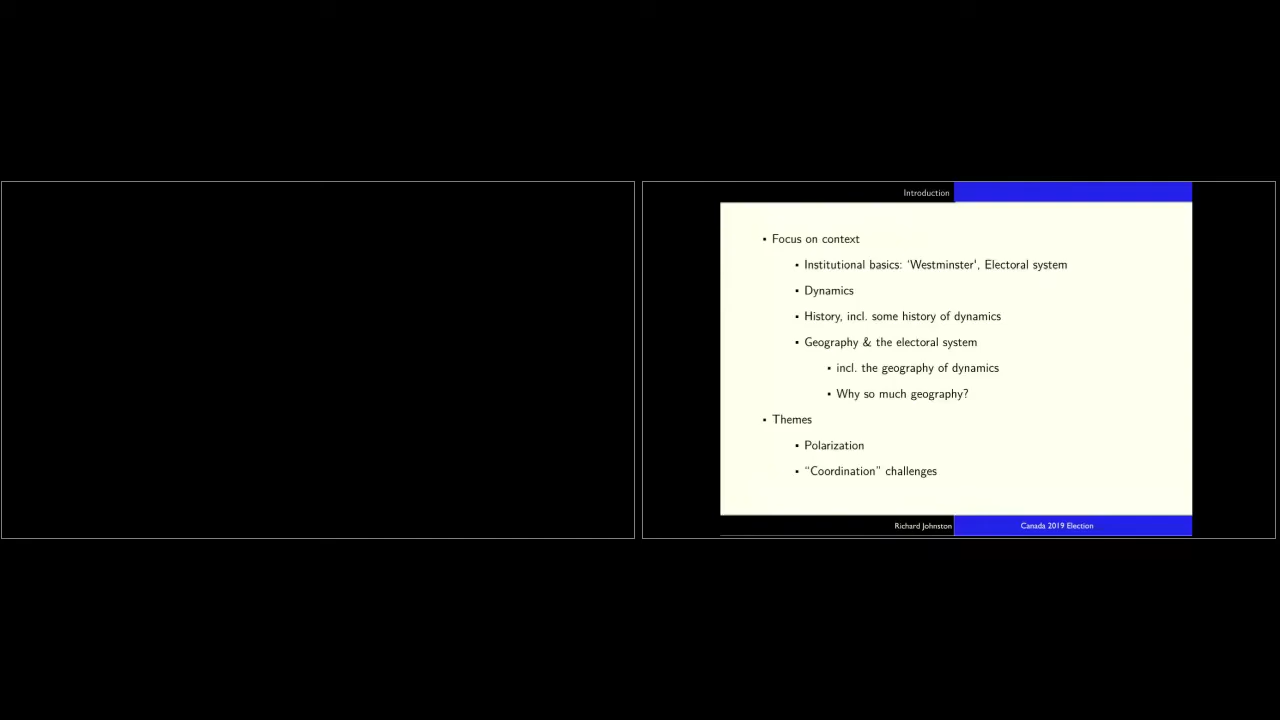 Introduction
▪ Focus on context
▪ Institutional basics: 'Westminster', Electoral system
▪ Dynamics
▪ History, incl. some history of dynamics
▪ Geography & the electoral system
▪ incl. the geography of dynamics
▪ Why so much geography?
▪ Themes
▪ Polarization
▪ "Coordination" challenges
Richard Johnston Canada 2019 Election